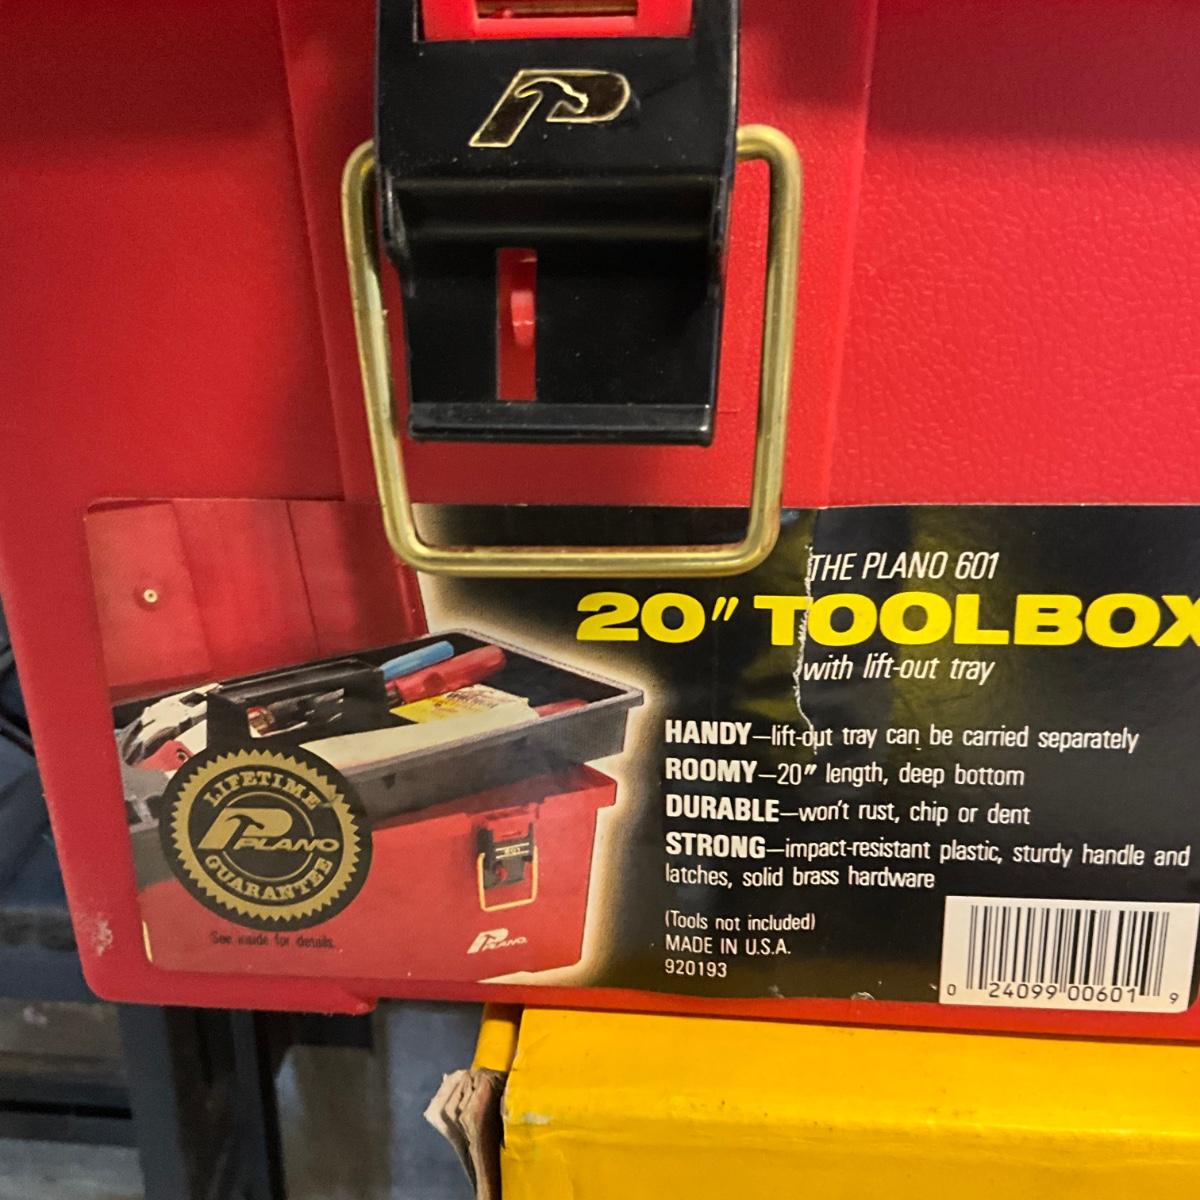 THE PLANO 601
20" TOOLBOX
with lift-out tray
HANDY—lift-out tray can be carried separately
ROOMY—20" length, deep bottom
DURABLE—won't rust, chip or dent
STRONG—impact-resistant plastic, sturdy handle and
latches, solid brass hardware
(Tools not included)
MADE IN U.S.A.
920193
0 24099 00601 9
LIFETIME
PLANO
GUARANTEE
See inside for details.
601
PLANO